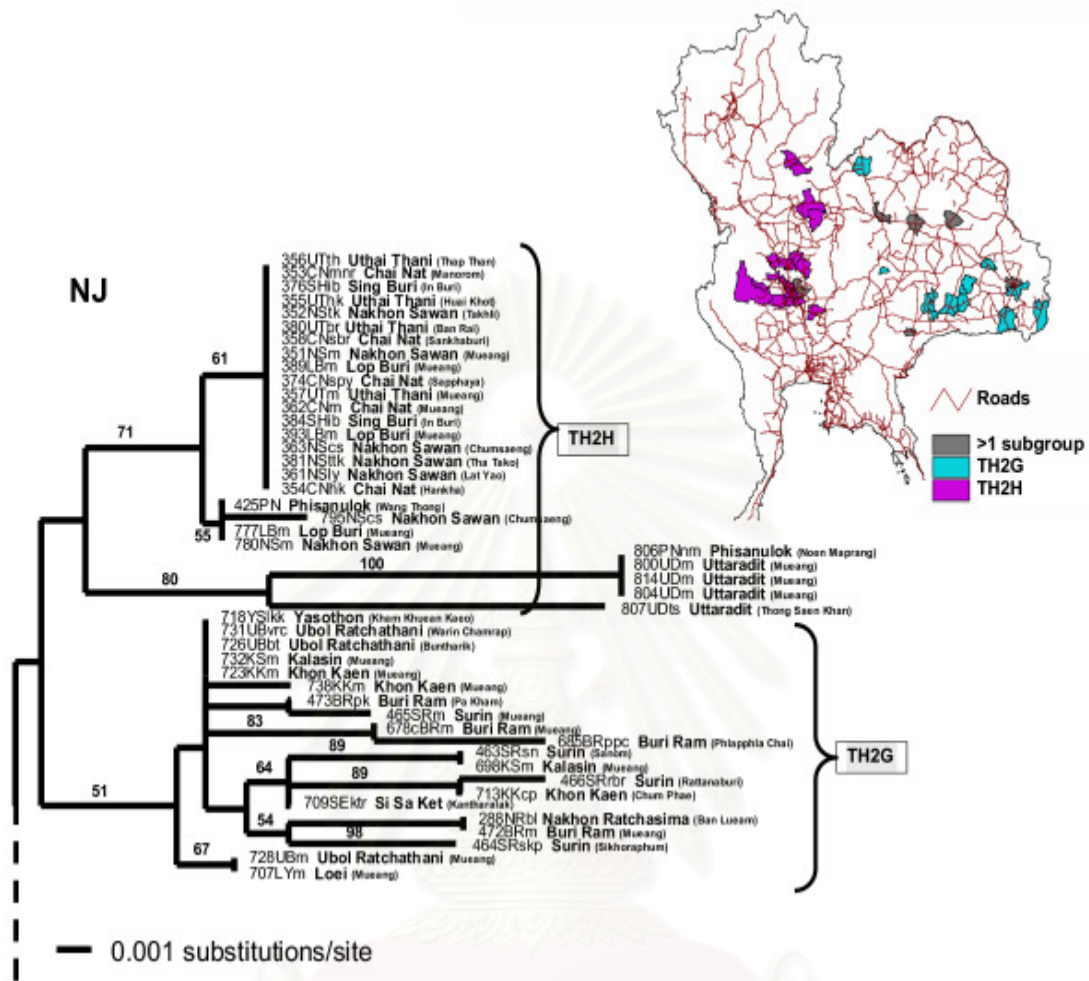 NJ
356UTth Uthai Thani (Thap Than)
353CNmnr Chai Nat (Manorom)
376SHib Sing Buri (In Buri)
355UThk Uthai Thani (Huai Khot)
352NStk Nakhon Sawan (Takhli)
380UTbr Uthai Thani (Ban Rai)
358CNsbr Chai Nat (Sankhaburi)
351NSm Nakhon Sawan (Mueang)
389LBm Lop Buri (Mueang)
374CNspy Chai Nat (Sapphaya)
357UTm Uthai Thani (Mueang)
362CNm Chai Nat (Mueang)
384SHib Sing Buri (In Buri)
393LBm Lop Buri (Mueang)
363NScs Nakhon Sawan (Chumsaeng)
381NSttk Nakhon Sawan (Tha Tako)
361NSly Nakhon Sawan (Lat Yao)
354CNhk Chai Nat (Hankha)
425PN Phisanulok (Wang Thong)
795NScs Nakhon Sawan (Chumsaeng)
777LBm Lop Buri (Mueang)
780NSm Nakhon Sawan (Mueang)
806PNnm Phisanulok (Noen Maprang)
800UDm Uttaradit (Mueang)
814UDm Uttaradit (Mueang)
804UDm Uttaradit (Mueang)
807UDts Uttaradit (Thong Saen Khan)
718YSlkk Yasothon (Kham Khuean Kaeo)
731UBvrc Ubol Ratchathani (Warin Chamrap)
726UBbt Ubol Ratchathani (Buntharik)
732KSm Kalasin (Mueang)
723KKm Khon Kaen (Mueang)
738KKm Khon Kaen (Mueang)
473BRpk Buri Ram (Pa Kham)
465SRm Surin (Mueang)
678cBRm Buri Ram (Mueang)
685BRppc Buri Ram (Phlapphla Chai)
463SRsn Surin (Sanom)
698KSm Kalasin (Mueang)
466SRrbr Surin (Rattanaburi)
713KKcp Khon Kaen (Chum Phae)
709SEktr Si Sa Ket (Kantharalak)
288NRbl Nakhon Ratchasima (Ban Lueam)
472BRm Buri Ram (Mueang)
464SRskp Surin (Sikhoraphum)
728UBm Ubol Ratchathani (Mueang)
707LYm Loei (Mueang)
61
71
55
100
80
83
89
64
89
51
54
98
67
TH2H
TH2G
Roads
>1 subgroup
TH2G
TH2H
0.001 substitutions/site